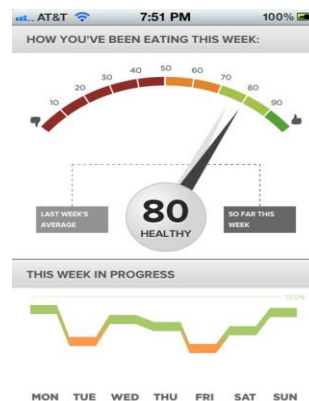 AT&T 7:51 PM 100%
HOW YOU'VE BEEN EATING THIS WEEK:
10 20 30 40 50 60 70 80 90
LAST WEEK'S AVERAGE
80
HEALTHY
SO FAR THIS WEEK
THIS WEEK IN PROGRESS
100%
MON TUE WED THU FRI SAT SUN